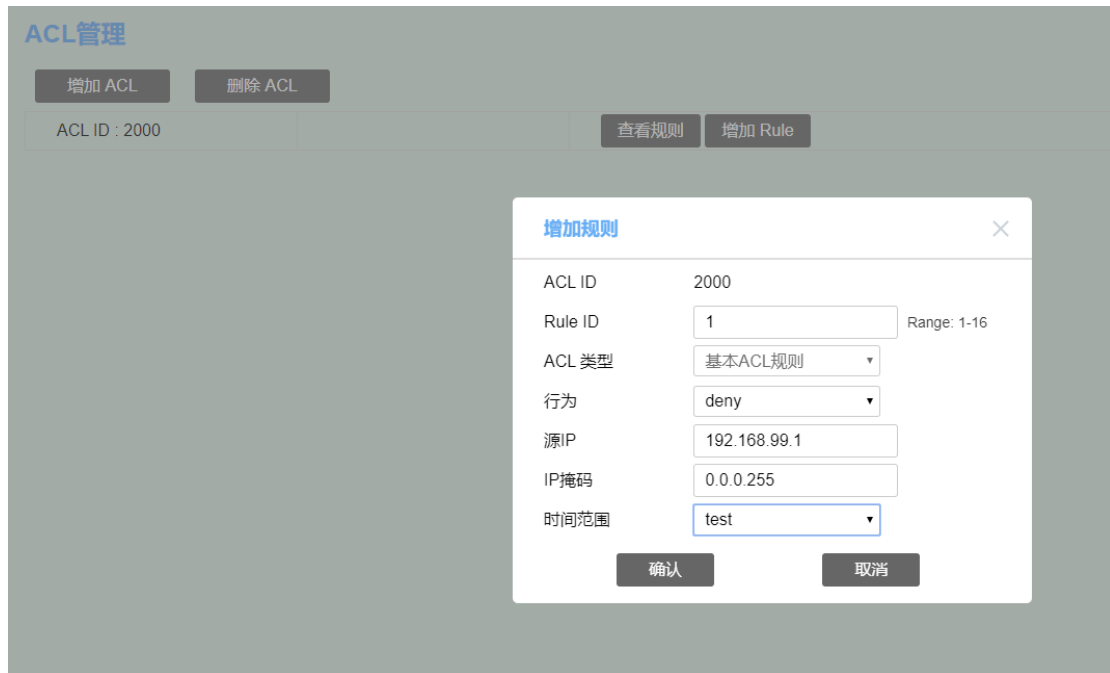 ACL管理
增加 ACL 删除 ACL
ACL ID : 2000 查看规则 增加 Rule
增加规则
ACL ID 2000
Rule ID 1 Range: 1-16
ACL 类型 基本ACL规则
行为 deny
源IP 192.168.99.1
IP掩码 0.0.0.255
时间范围 test
确认 取消